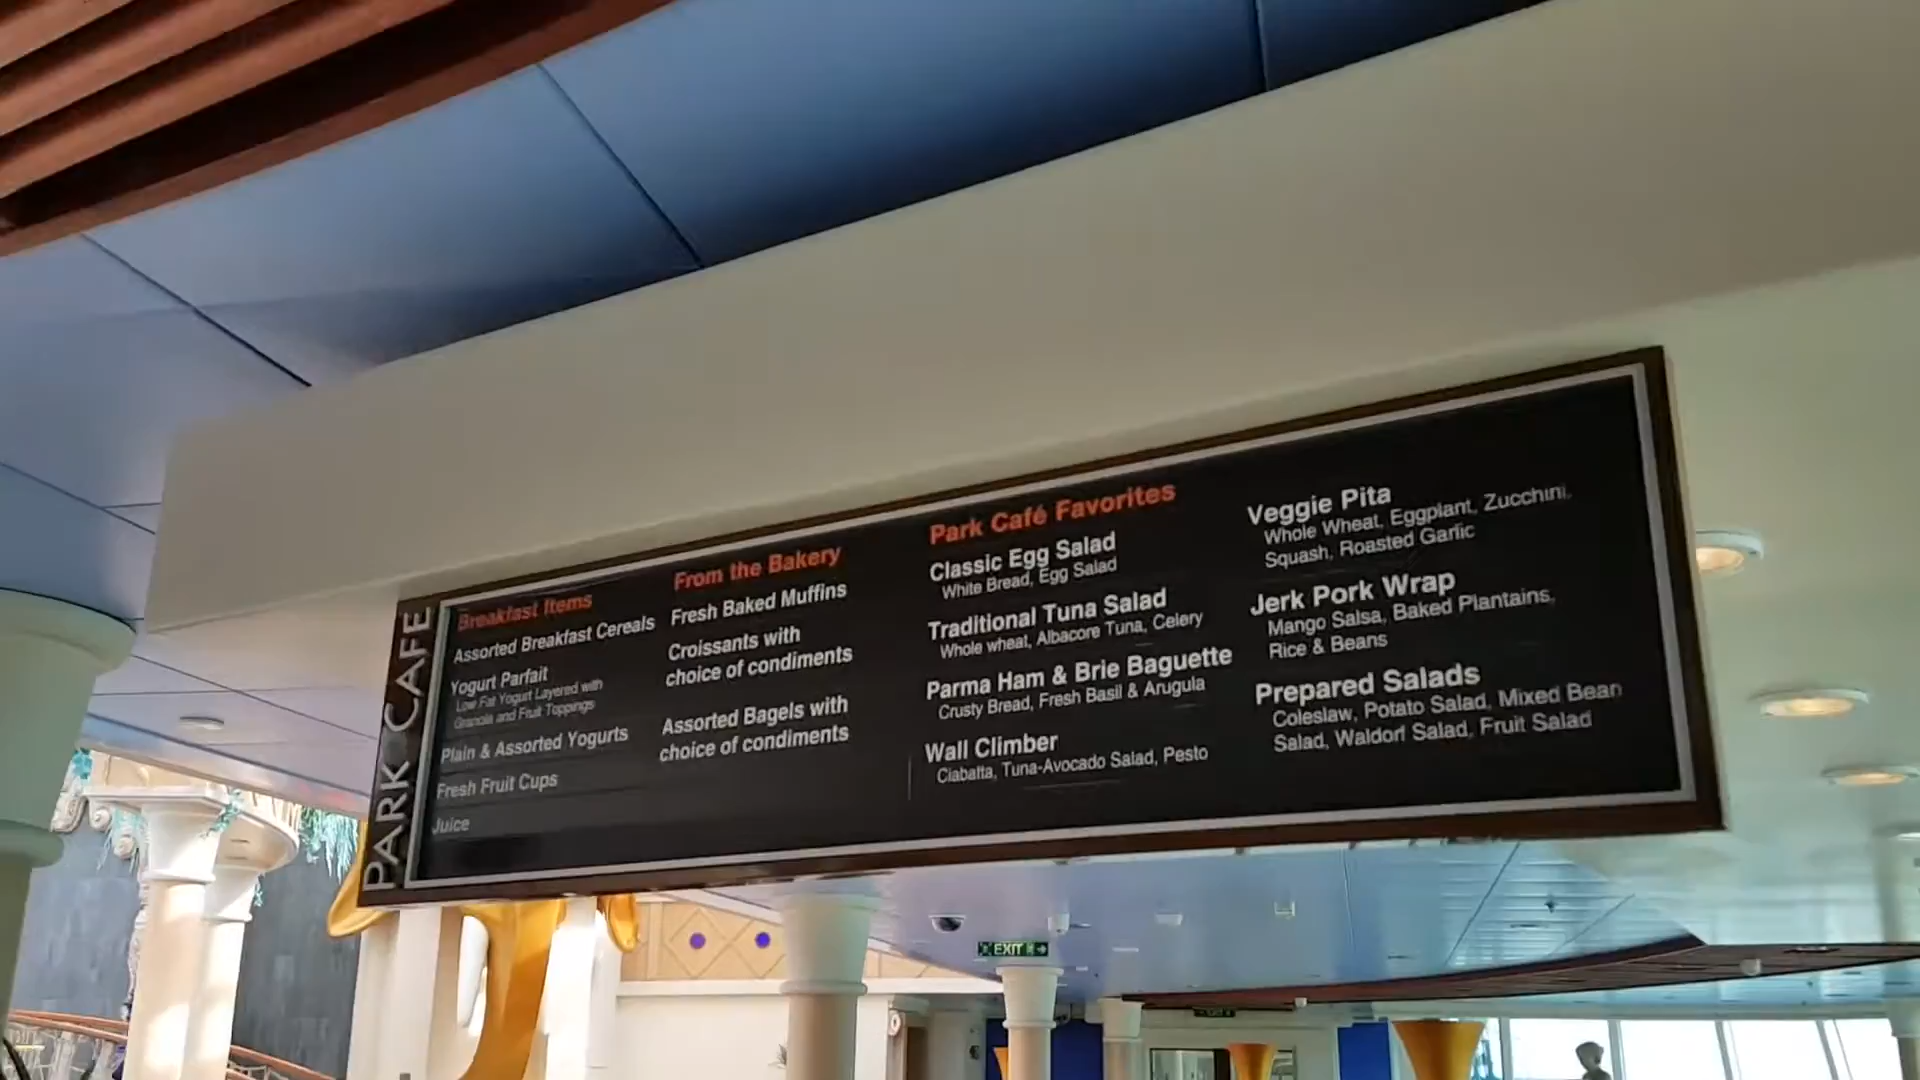 PARK CAFE
Breakfast Items
Assorted Breakfast Cereals
Yogurt Parfait
Low Fat Yogurt Layered with
Granola and Fruit Toppings
Plain & Assorted Yogurts
Fresh Fruit Cups
Juice
From the Bakery
Fresh Baked Muffins
Croissants with
choice of condiments
Assorted Bagels with
choice of condiments
Park Café Favorites
Classic Egg Salad
White Bread, Egg Salad
Traditional Tuna Salad
Whole wheat, Albacore Tuna, Celery
Parma Ham & Brie Baguette
Crusty Bread, Fresh Basil & Arugula
Wall Climber
Ciabatta, Tuna-Avocado Salad, Pesto
Veggie Pita
Whole Wheat, Eggplant, Zucchini,
Squash, Roasted Garlic
Jerk Pork Wrap
Mango Salsa, Baked Plantains,
Rice & Beans
Prepared Salads
Coleslaw, Potato Salad, Mixed Bean
Salad, Waldorf Salad, Fruit Salad
EXIT